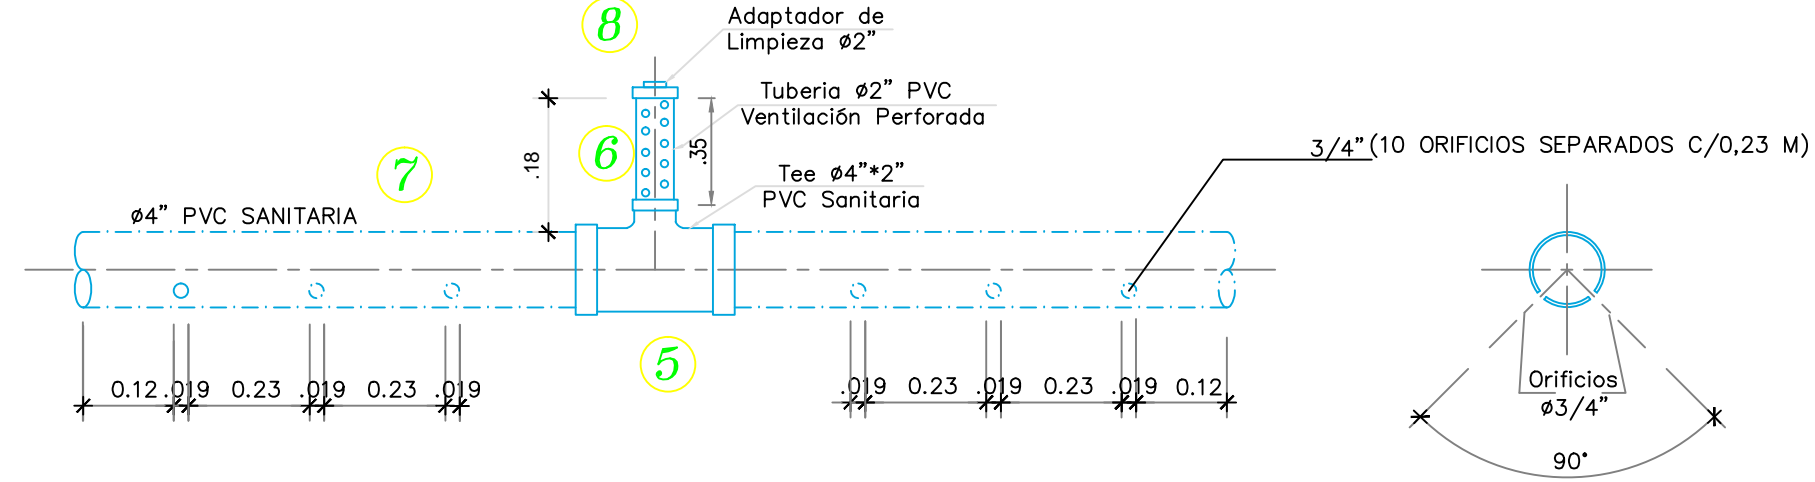 8
Adaptador de
Limpieza ø2"
Tuberia ø2" PVC
Ventilación Perforada
6
.18
.35
7
Tee ø4"*2"
PVC Sanitaria
3/4" (10 ORIFICIOS SEPARADOS C/0,23 M)
ø4" PVC SANITARIA
5
0.12 .019 0.23 .019 0.23 .019
.019 0.23 .019 0.23 .019 0.12
Orificios
ø3/4"
90°